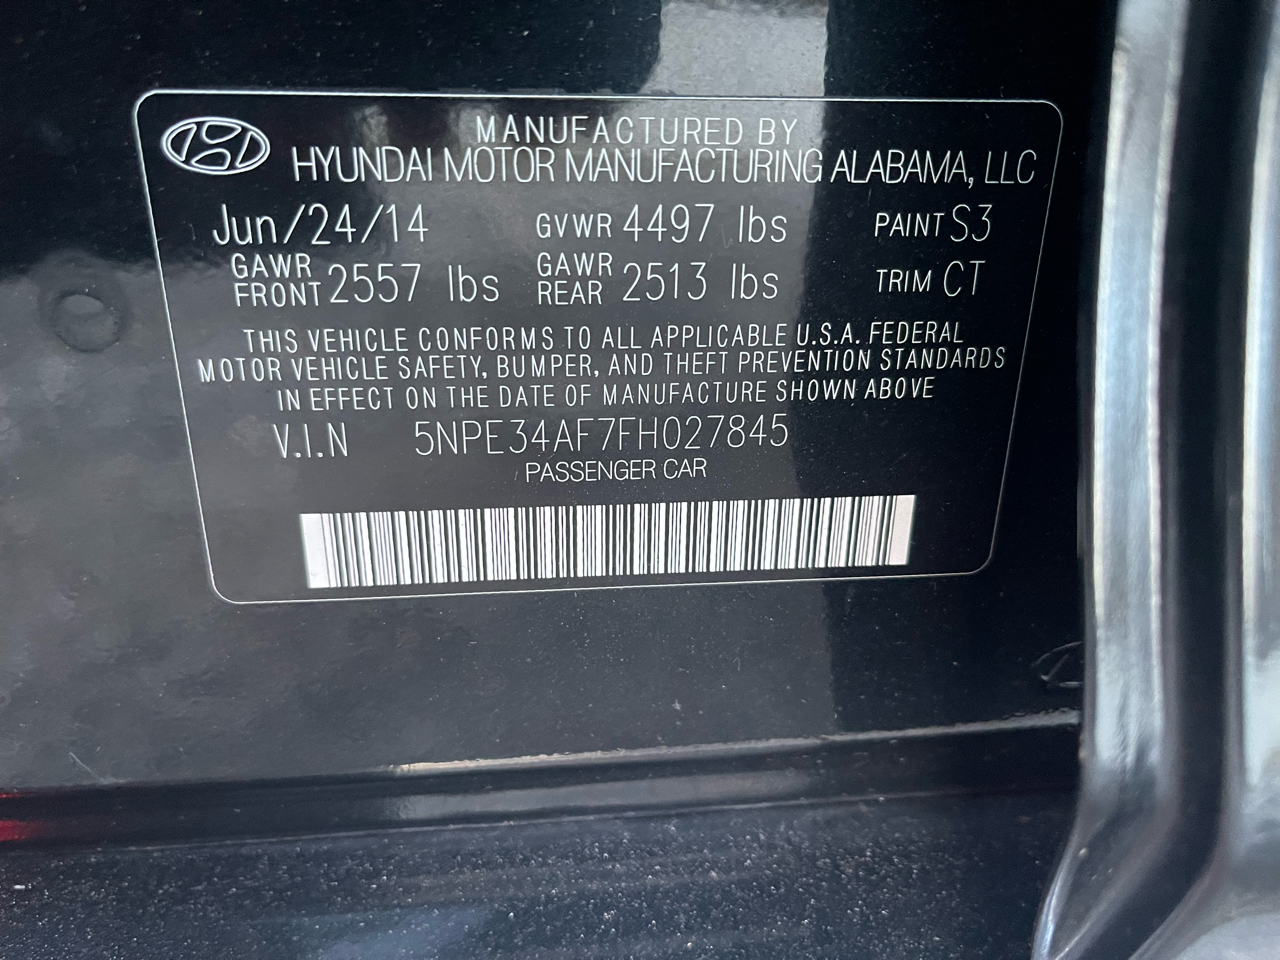 MANUFACTURED BY
HYUNDAI MOTOR MANUFACTURING ALABAMA, LLC
Jun/24/14 GVWR 4497 lbs PAINT S3
GAWR FRONT 2557 lbs GAWR REAR 2513 lbs TRIM CT
THIS VEHICLE CONFORMS TO ALL APPLICABLE U.S.A. FEDERAL
MOTOR VEHICLE SAFETY, BUMPER, AND THEFT PREVENTION STANDARDS
IN EFFECT ON THE DATE OF MANUFACTURE SHOWN ABOVE
V.I.N 5NPE34AF7FH027845
PASSENGER CAR